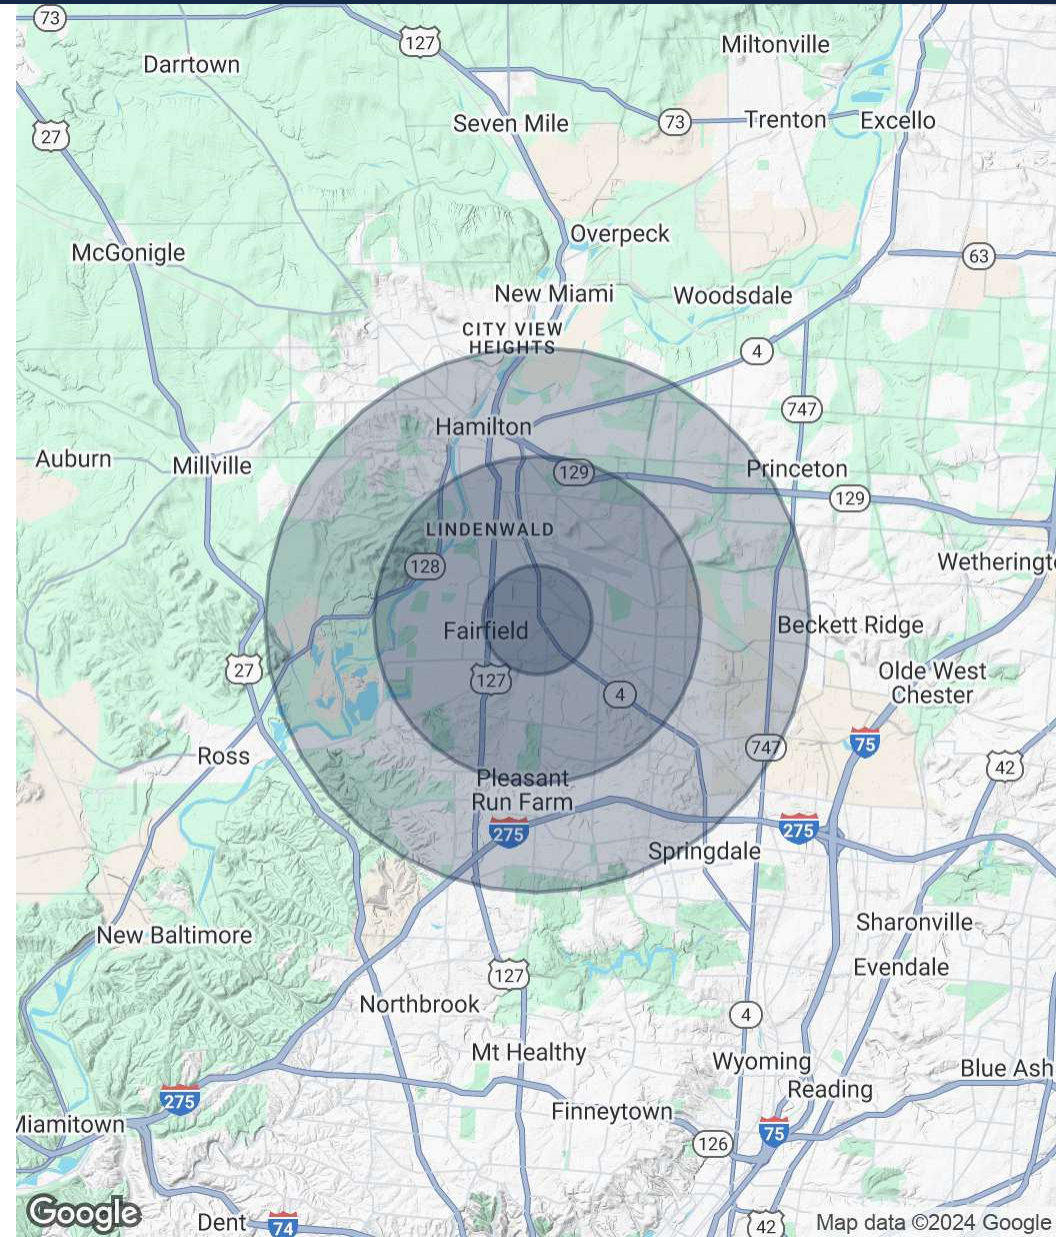 73
127
Miltonville
Darrtown
27
Seven Mile
73
Trenton
Excello
Overpeck
McGonigle
63
New Miami
Woodsdale
CITY VIEW
HEIGHTS
4
747
Hamilton
Auburn
Millville
129
Princeton
129
LINDENWALD
128
Wetheringt
Fairfield
Beckett Ridge
27
127
4
Olde West
Chester
747
75
Ross
42
Pleasant
Run Farm
275
275
Springdale
New Baltimore
Sharonville
127
Evendale
Northbrook
4
Mt Healthy
Wyoming
Blue Ash
Reading
275
Finneytown
Miamitown
126
75
Google
Dent
74
42
Map data ©2024 Google